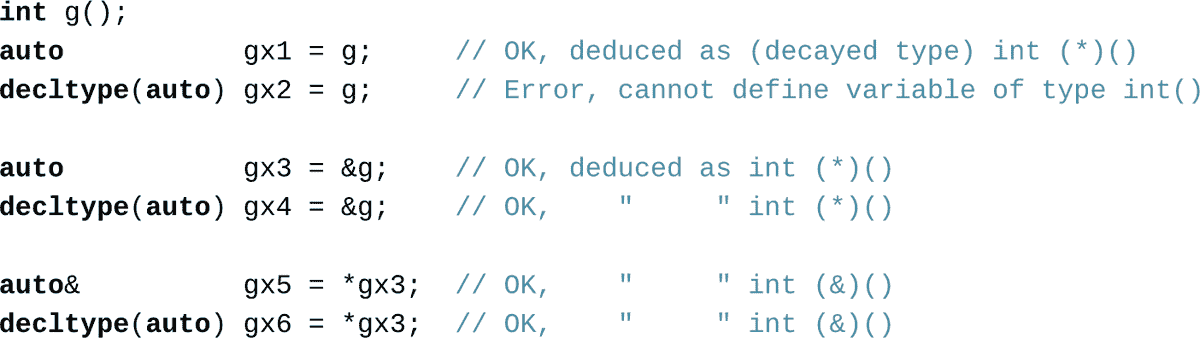 int g();
auto           gx1 = g;     // OK, deduced as (decayed type) int (*)()
decltype(auto) gx2 = g;     // Error, cannot define variable of type int()
auto           gx3 = &g;    // OK, deduced as int (*)()
decltype(auto) gx4 = &g;    // OK,    "     " int (*)()
auto&          gx5 = *gx3;  // OK,    "     " int (&)()
decltype(auto) gx6 = *gx3;  // OK,    "     " int (&)()